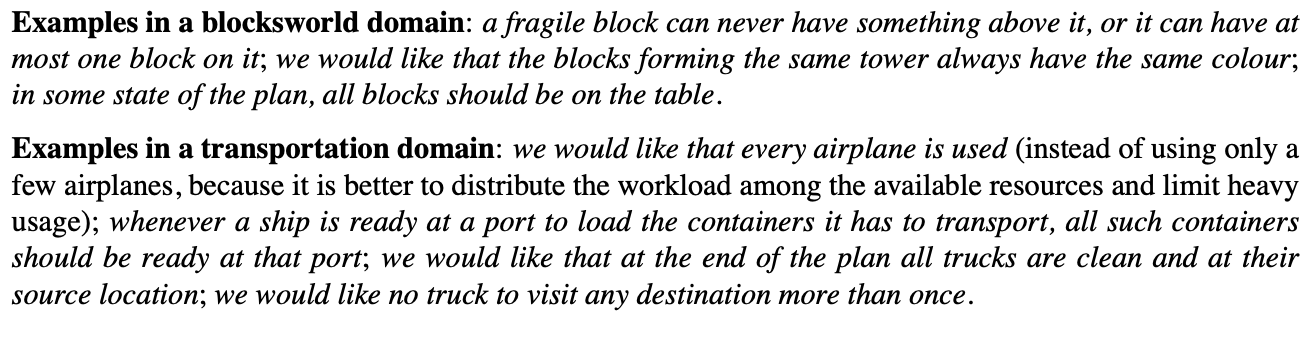 Examples in a blocksworld domain: a fragile block can never have something above it, or it can have at
most one block on it; we would like that the blocks forming the same tower always have the same colour;
in some state of the plan, all blocks should be on the table.
Examples in a transportation domain: we would like that every airplane is used (instead of using only a
few airplanes, because it is better to distribute the workload among the available resources and limit heavy
usage); whenever a ship is ready at a port to load the containers it has to transport, all such containers
should be ready at that port; we would like that at the end of the plan all trucks are clean and at their
source location; we would like no truck to visit any destination more than once.